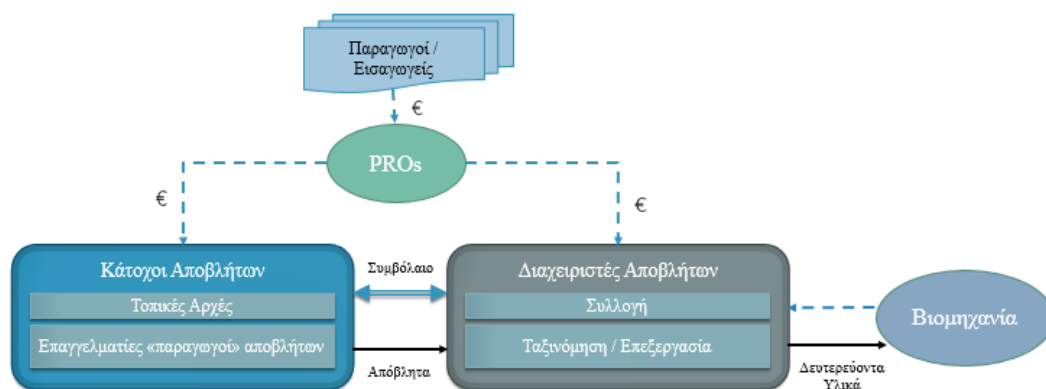 Παραγωγοί /
Εισαγωγείς
€
PROs
€
€
Κάτοχοι Αποβλήτων
Τοπικές Αρχές
Επαγγελματίες «παραγωγοί» αποβλήτων
Συμβόλαιο
Απόβλητα
Διαχειριστές Αποβλήτων
Συλλογή
Ταξινόμηση / Επεξεργασία
Βιομηχανία
Δευτερεύοντα
Υλικά